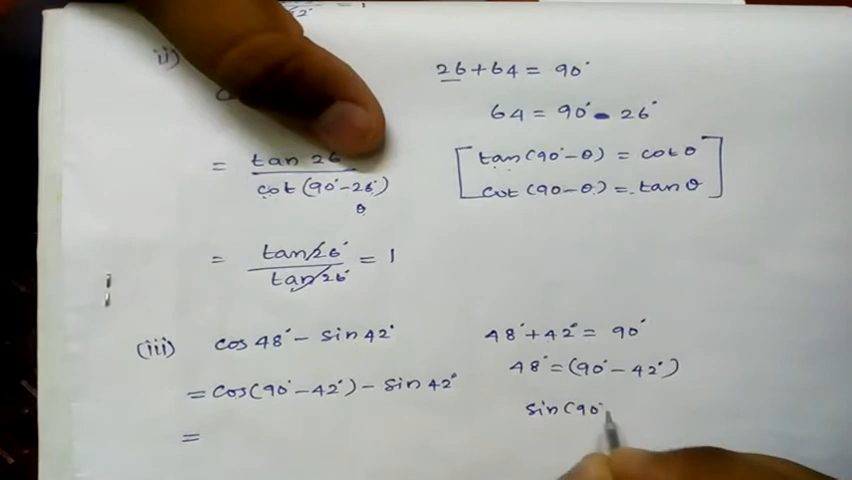 42° = 1
ii)
26+64 = 90°
64 = 90° - 26°
= tan 26
cot (90°-26°)
θ
[ tan(90°-θ) = cot θ
cot (90-θ) = tan θ ]
= tan 26° = 1
tan 26°
(iii) cos 48° - sin 42°
48°+42° = 90°
48° = (90° - 42°)
= cos(90° - 42°) - sin 42°
sin (90°
=